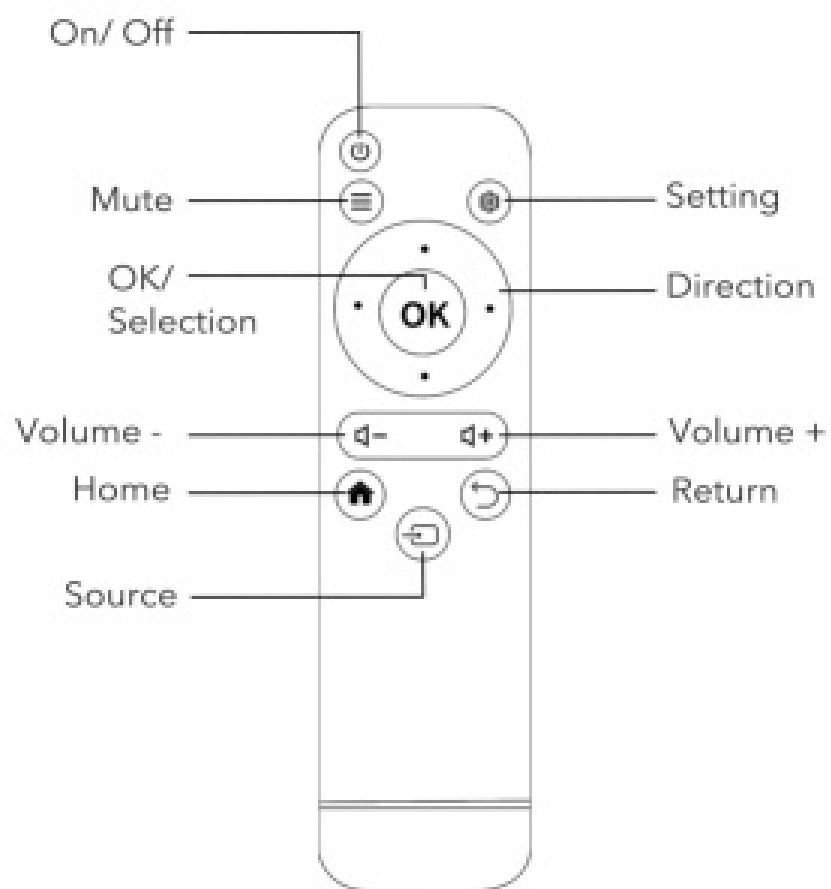 On/ Off
Mute
Setting
OK/
Selection
OK
Direction
Volume -
Volume +
Home
Return
Source